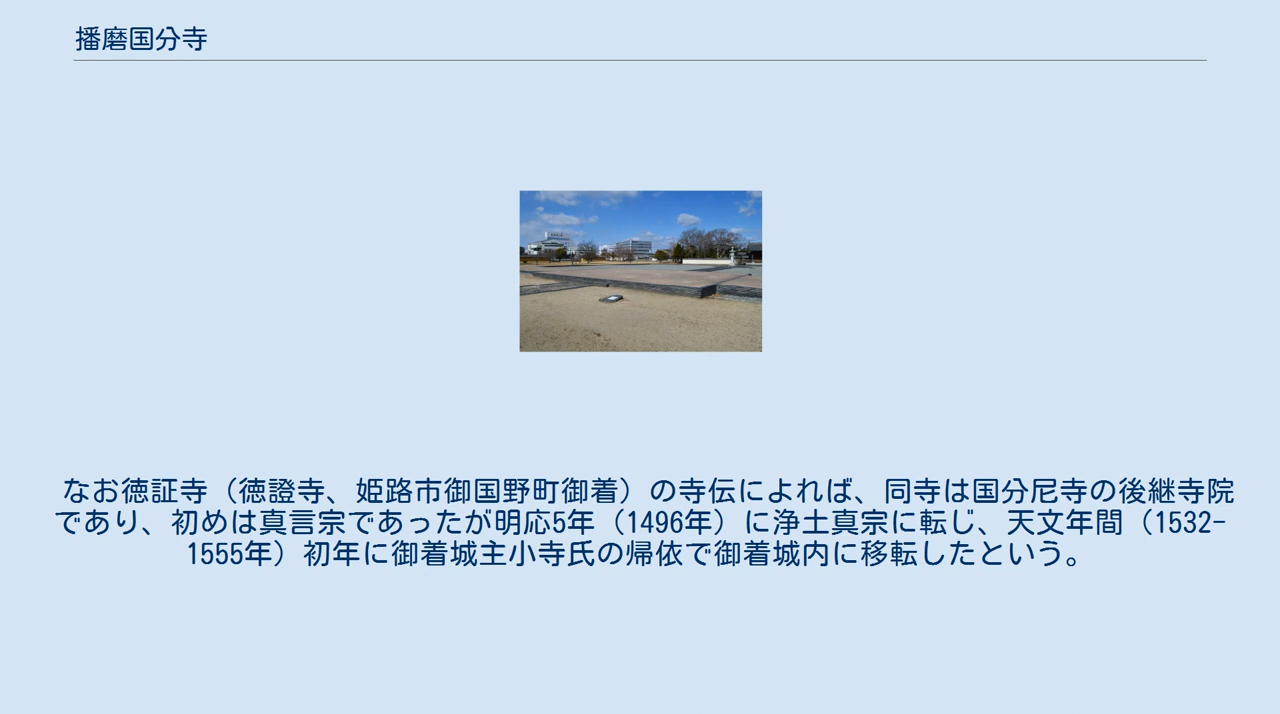 播磨国分寺
なお徳証寺（徳證寺、姫路市御国野町御着）の寺伝によれば、同寺は国分尼寺の後継寺院
であり、初めは真言宗であったが明応5年（1496年）に浄土真宗に転じ、天文年間（1532-
1555年）初年に御着城主小寺氏の帰依で御着城内に移転したという。